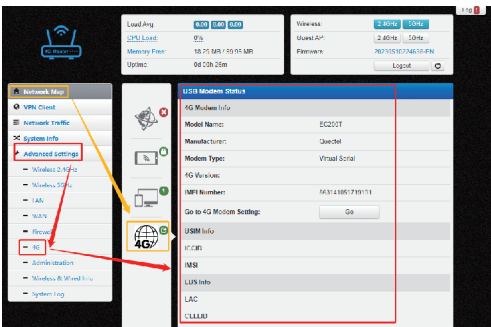 Log
Load Avg: 0.00 0.00 0.00
CPU Load: 0%
Memory Free:
Uptime: 0d 00h 26m
Wireless: 2.4GHz 5GHz
Guest AP: 2.4GHz 5GHz
Firmware:
Logout
Network Map
VPN Client
Network Traffic
System Info
Advanced Settings
Wireless 2.4GHz
Wireless 5GHz
LAN
WAN
Firewall
4G
Administration
Wireless & Wired Info
System Log
4G
USB Modem Status
4G Modem Info
Model Name: EC200T
Manufacturer: Quectel
Modem Type: Virtual Serial
4G Version:
IMEI Number:
Go to 4G Modem Setting: Go
USIM Info
ICCID
IMSI
LAC
CELLID